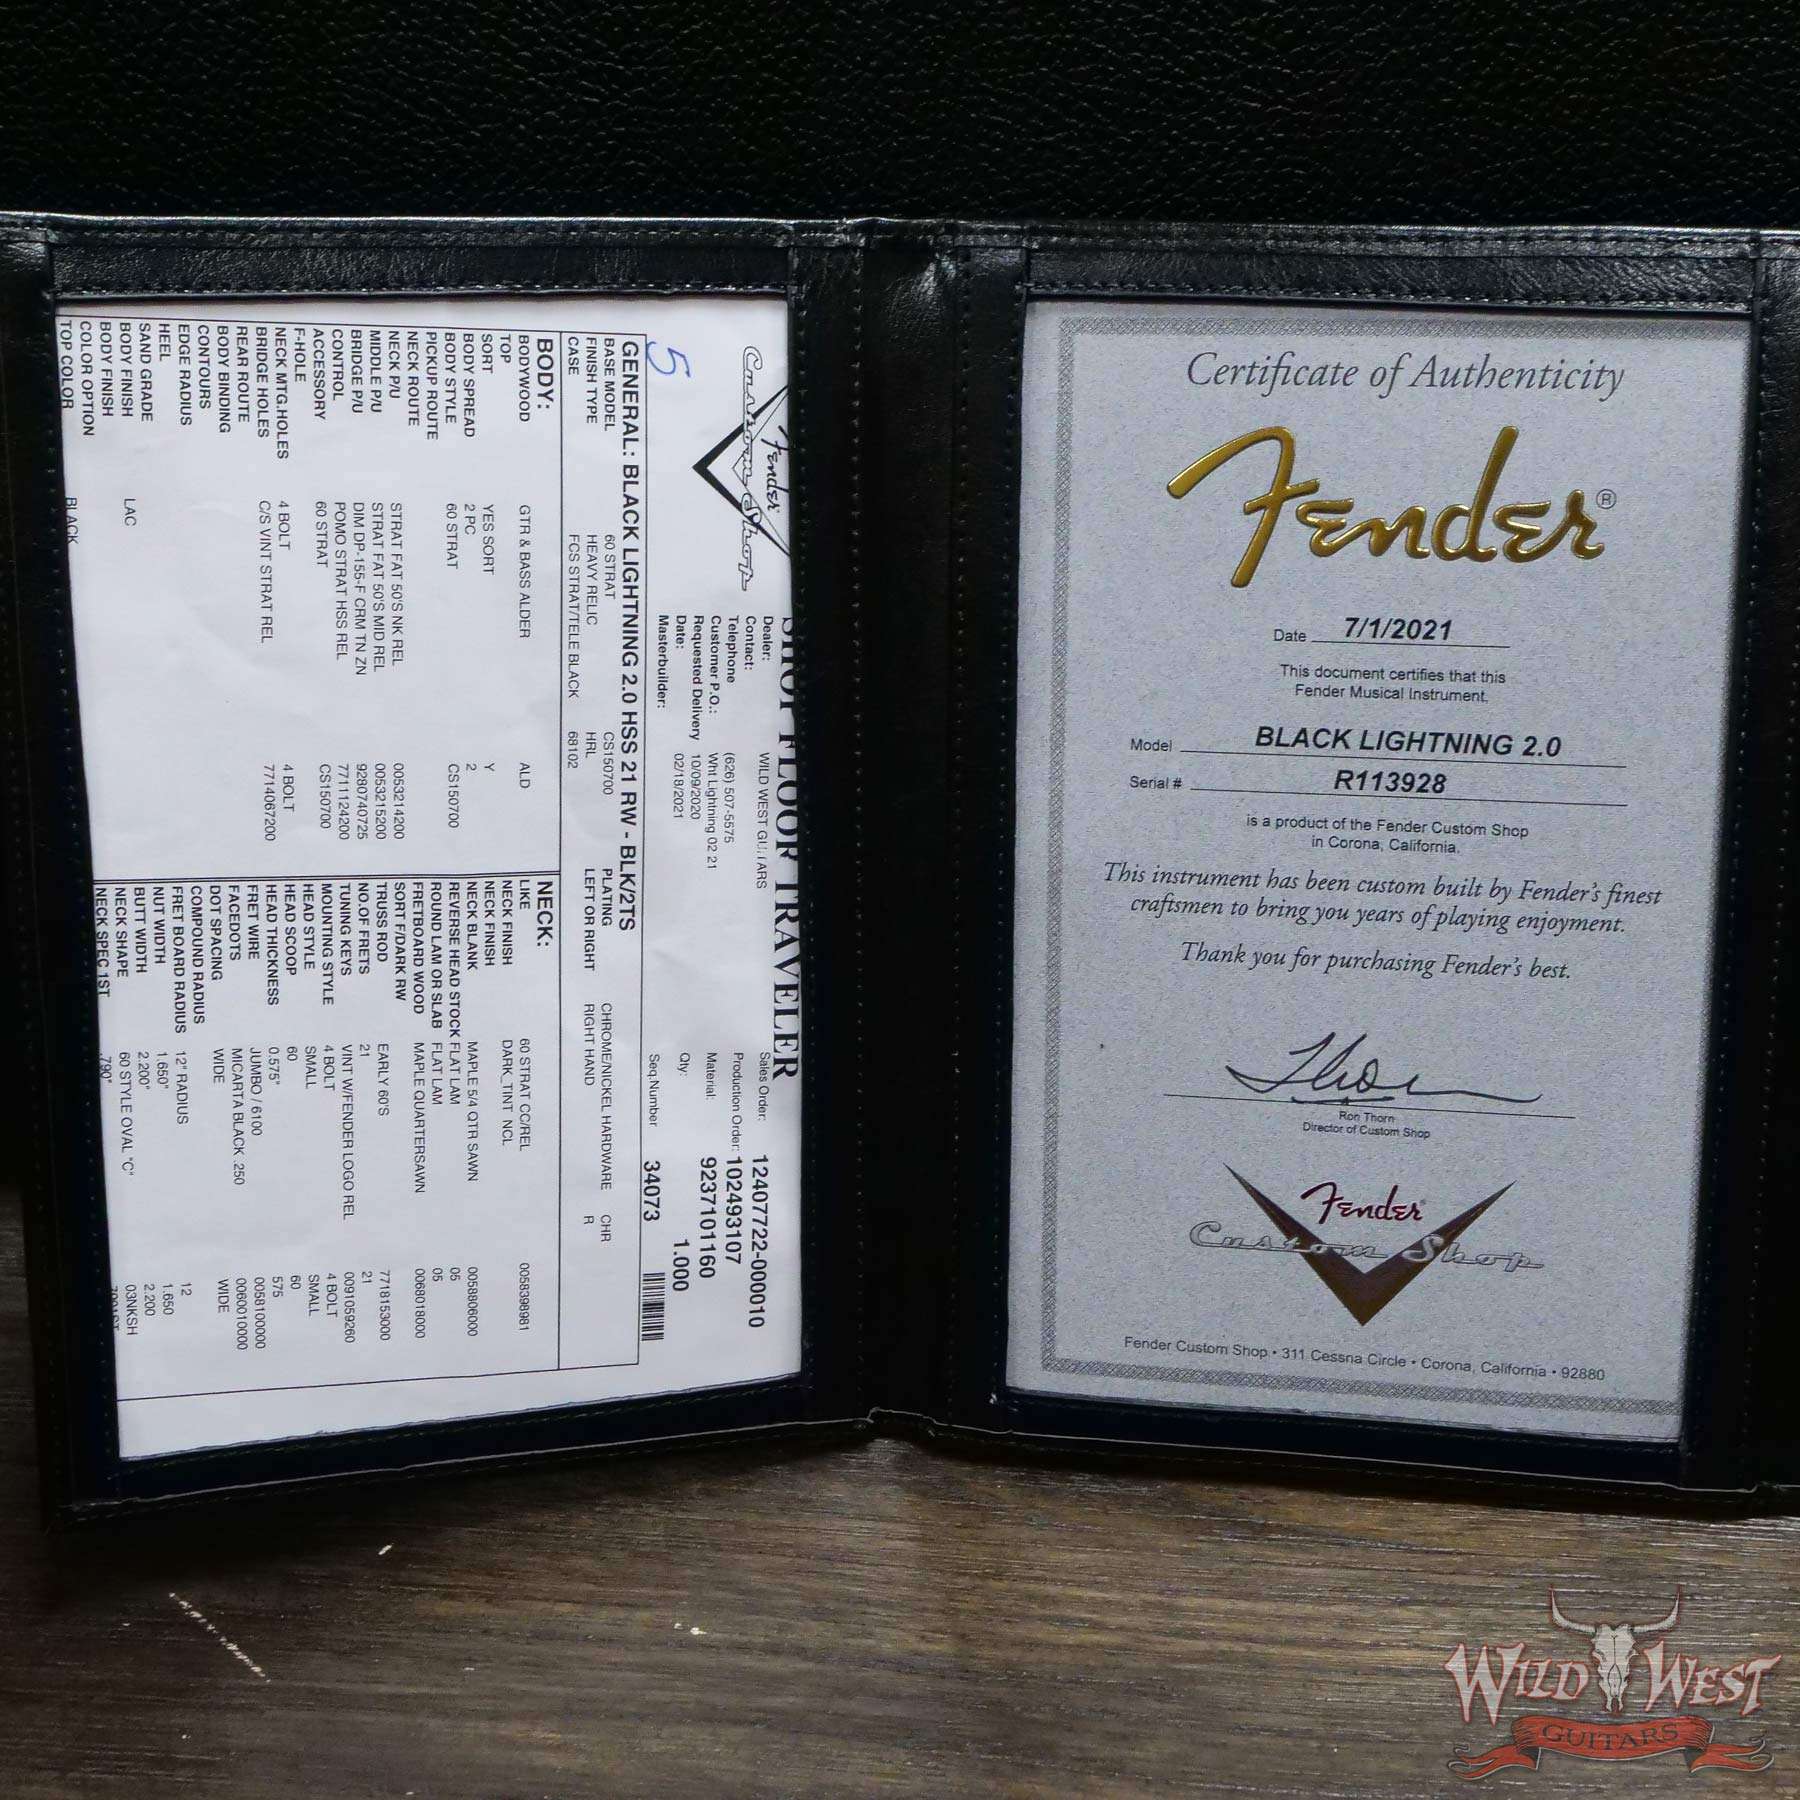 Fender
Custom Shop
SHOP FLOOR TRAVELER
5
Dealer: WILD WEST GUITARS
Contact:
Telephone (626) 507-5575
Customer P.O.: Wht Lightning 02 21
Requested Delivery 10/09/2020
Date: 02/18/2021
Masterbuilder:
Sales Order: 12407722-000010
Production Order: 102493107
Material: 9237101160
Qty: 1.000
Seq.Number 34073
GENERAL: BLACK LIGHTNING 2.0 HSS 21 RW - BLK/2TS
BASE MODEL 60 STRAT CS150700 PLATING CHROME/NICKEL HARDWARE CHR
FINISH TYPE HEAVY RELIC HRL LEFT OR RIGHT RIGHT HAND R
CASE FCS STRAT/TELE BLACK 68102
BODY:
BODYWOOD GTR & BASS ALDER ALD
TOP
SORT YES SORT Y
BODY SPREAD 2 PC 2
BODY STYLE 60 STRAT CS150700
PICKUP ROUTE
NECK ROUTE
NECK P/U STRAT FAT 50'S NK REL 0053214200
MIDDLE P/U STRAT FAT 50'S MID REL 0053215200
BRIDGE P/U DIM DP-155-F CRM TN ZN 9280740725
CONTROL POMO STRAT HSS REL 7711124200
ACCESSORY 60 STRAT CS150700
F-HOLE
NECK MTG.HOLES 4 BOLT 4 BOLT
BRIDGE HOLES C/S VINT STRAT REL 7714067200
REAR ROUTE
BODY BINDING
CONTOURS
EDGE RADIUS
HEEL
SAND GRADE
BODY FINISH LAC
BODY FINISH
COLOR OPTION
TOP COLOR BLACK
NECK:
LIKE 60 STRAT CC/REL 0058398981
NECK FINISH DARK_TINT NCL
NECK FINISH
NECK BLANK MAPLE 5/4 QTR SAWN 0058806000
REVERSE HEAD STOCK FLAT LAM 05
ROUND LAM OR SLAB FLAT LAM 05
FRETBOARD WOOD MAPLE QUARTERSAWN 0068018000
SORT F/DARK RW
TRUSS ROD EARLY 60'S 7718153000
NO.OF FRETS 21 21
TUNING KEYS VINT W/FENDER LOGO REL 0091059260
MOUNTING STYLE 4 BOLT 4 BOLT
HEAD STYLE SMALL SMALL
HEAD SCOOP 60 60
HEAD THICKNESS 0.575" 575
FRET WIRE JUMBO / 6100 0058100000
FACEDOTS MICARTA BLACK .250 0060010000
DOT SPACING WIDE WIDE
COMPOUND RADIUS
FRET BOARD RADIUS 12" RADIUS 12
NUT WIDTH 1.650" 1.650
BUTT WIDTH 2.200" 2.200
NECK SHAPE 60 STYLE OVAL "C" 03NKSH
NECK SPEC 1ST .790"
Certificate of Authenticity
Fender®
Date 7/1/2021
This document certifies that this
Fender Musical Instrument,
Model BLACK LIGHTNING 2.0
Serial # R113928
is a product of the Fender Custom Shop
in Corona, California.
This instrument has been custom built by Fender's finest
craftsmen to bring you years of playing enjoyment.
Thank you for purchasing Fender's best.
Ron Thorn
Director of Custom Shop
Fender
Custom Shop
Fender Custom Shop • 311 Cessna Circle • Corona, California • 92880
WILD WEST
GUITARS